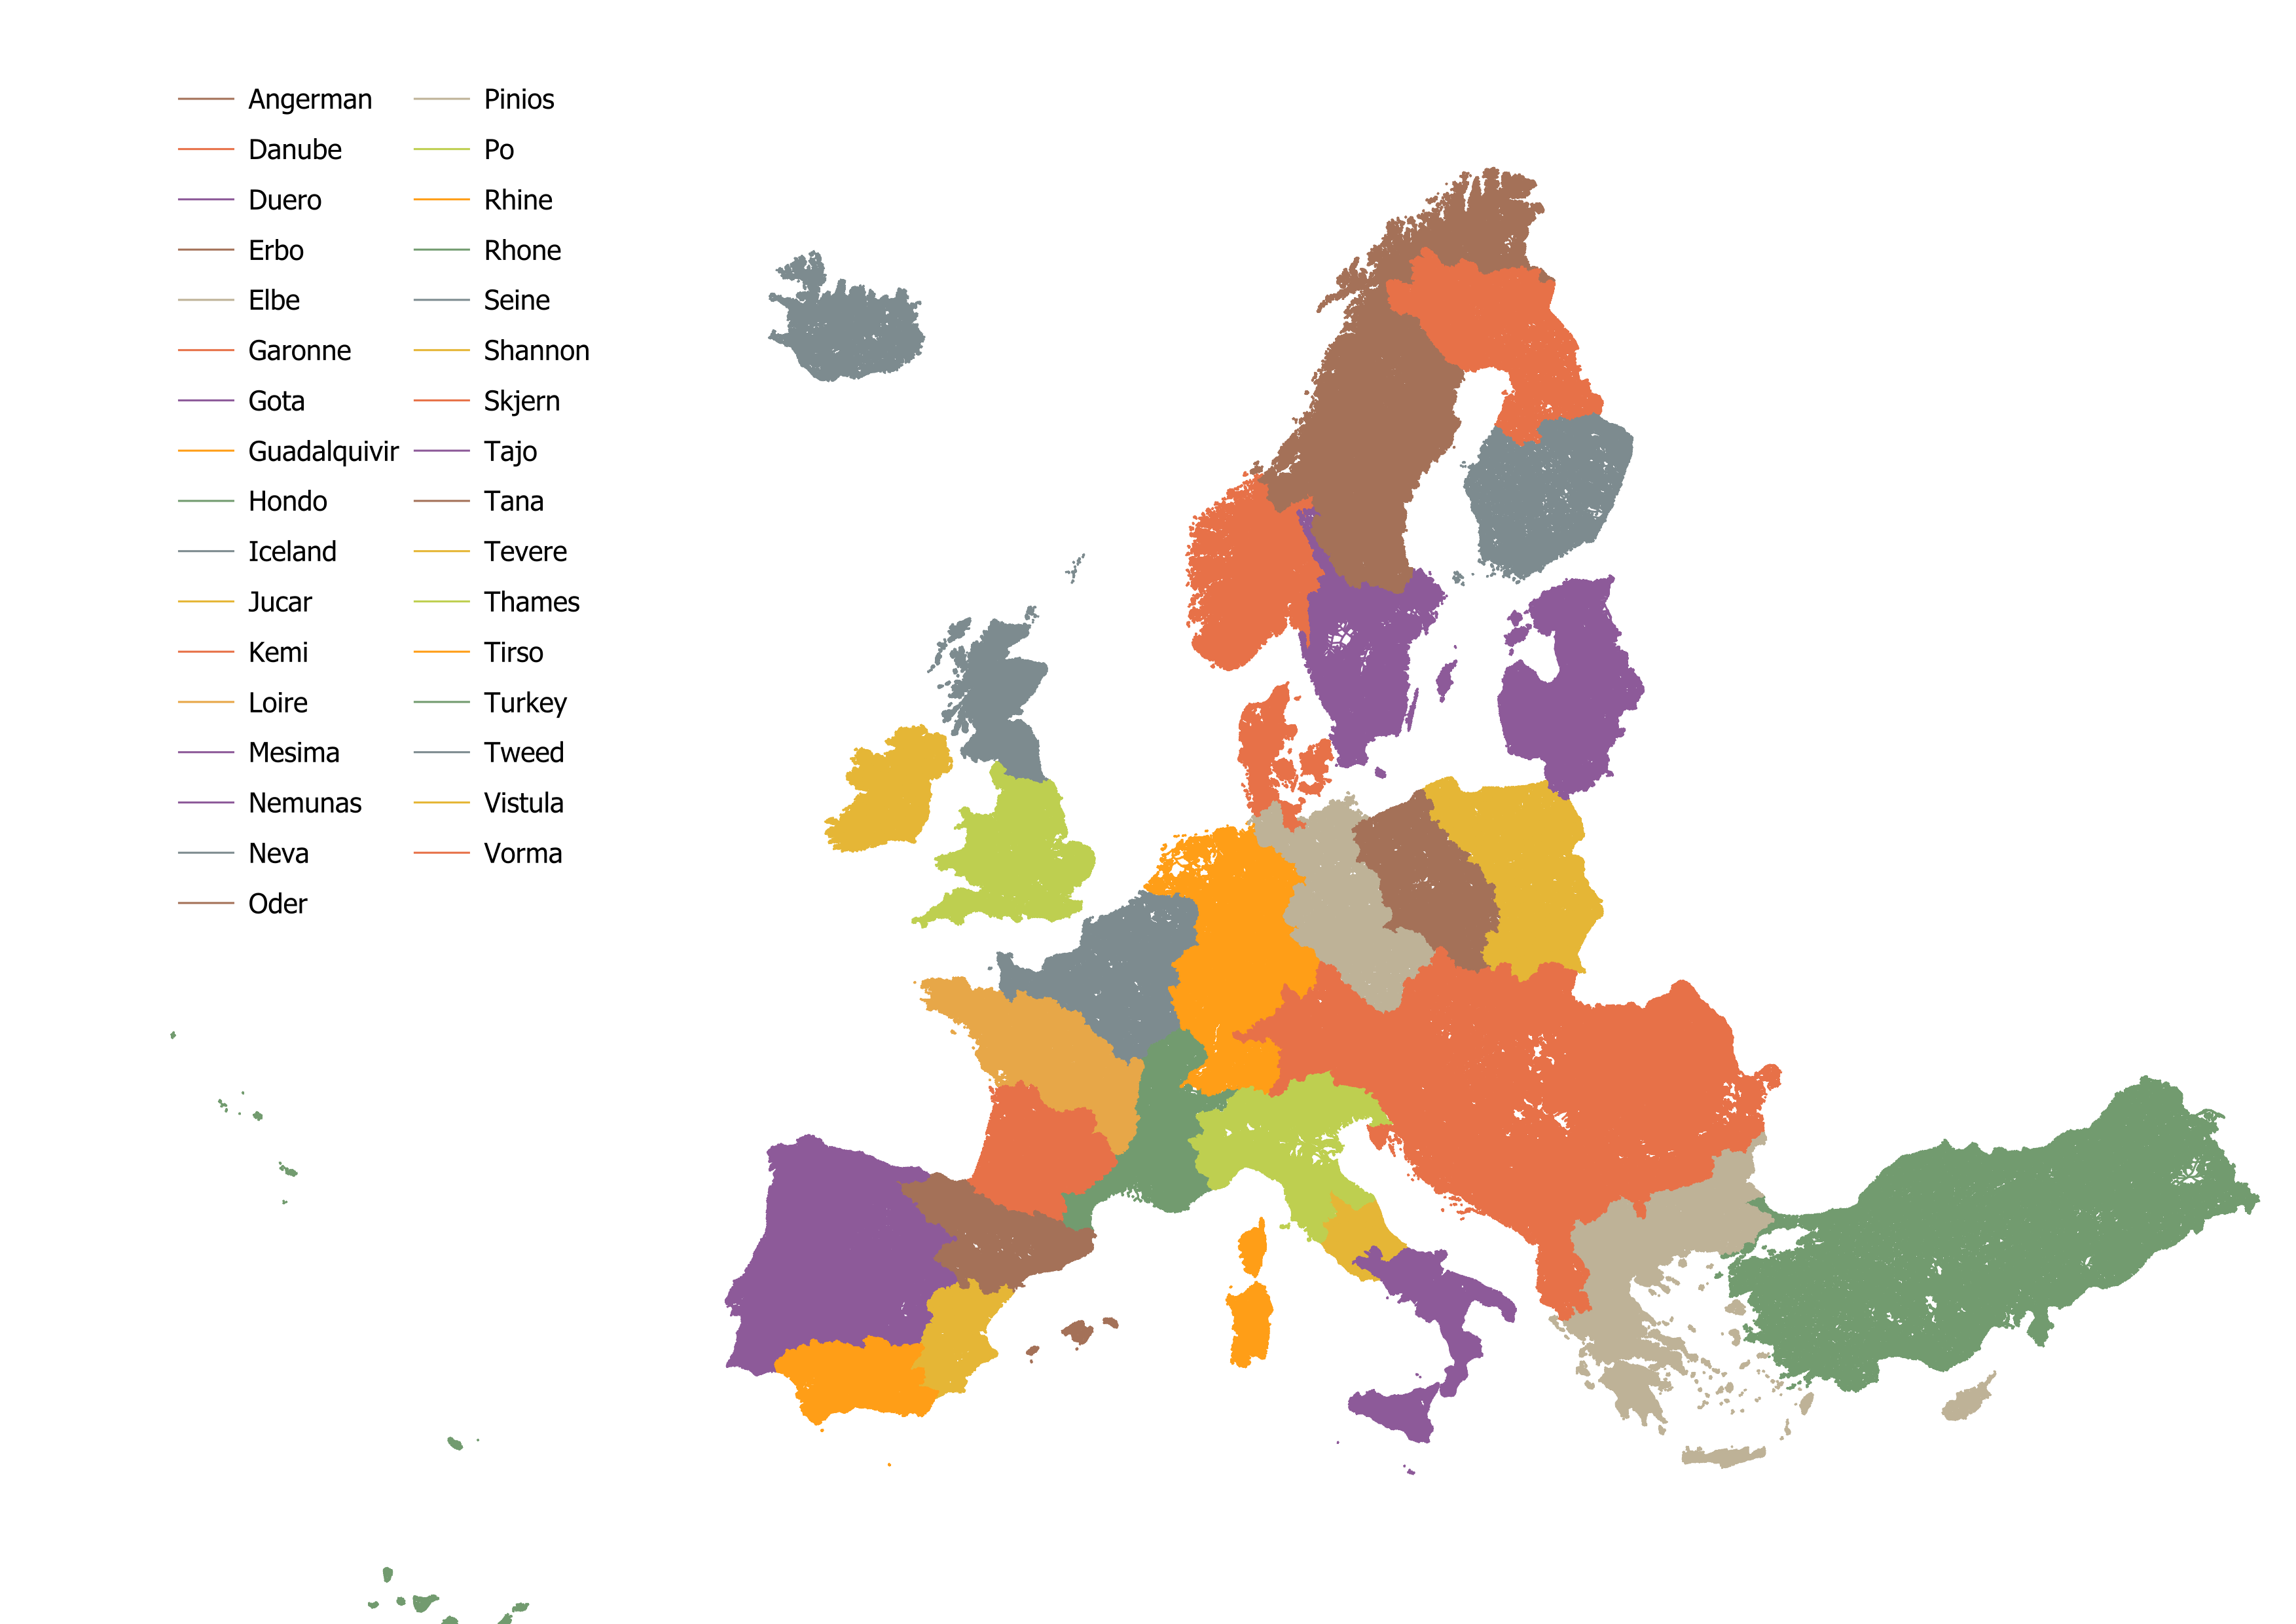 Angerman
Danube
Duero
Erbo
Elbe
Garonne
Gota
Guadalquivir
Hondo
Iceland
Jucar
Kemi
Loire
Mesima
Nemunas
Neva
Oder
Pinios
Po
Rhine
Rhone
Seine
Shannon
Skjern
Tajo
Tana
Tevere
Thames
Tirso
Turkey
Tweed
Vistula
Vorma